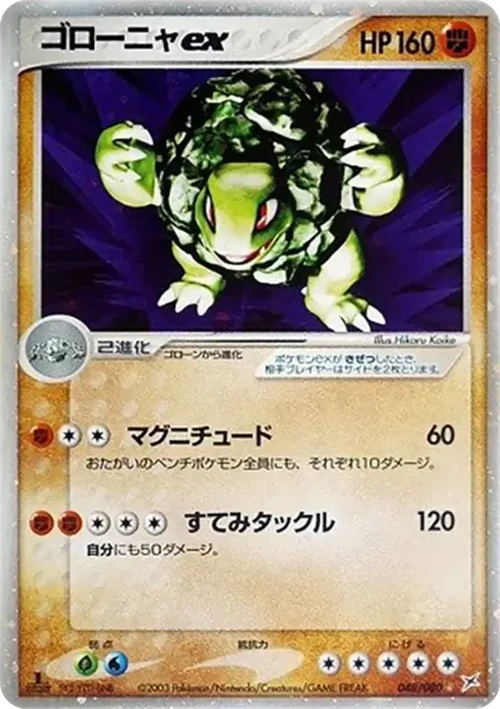 ゴローニャex HP160
Illus. Hikaru Koike
2進化 ゴローンから進化
ポケモンexがきぜつしたとき、
相手プレイヤーはサイドを2枚とります。
マグニチュード 60
おたがいのベンチポケモン全員にも、それぞれ10ダメージ。
すてみタックル 120
自分にも50ダメージ。
弱点 抵抗力 にげる
©2003 Pokémon/Nintendo/Creatures/GAME FREAK 048/080